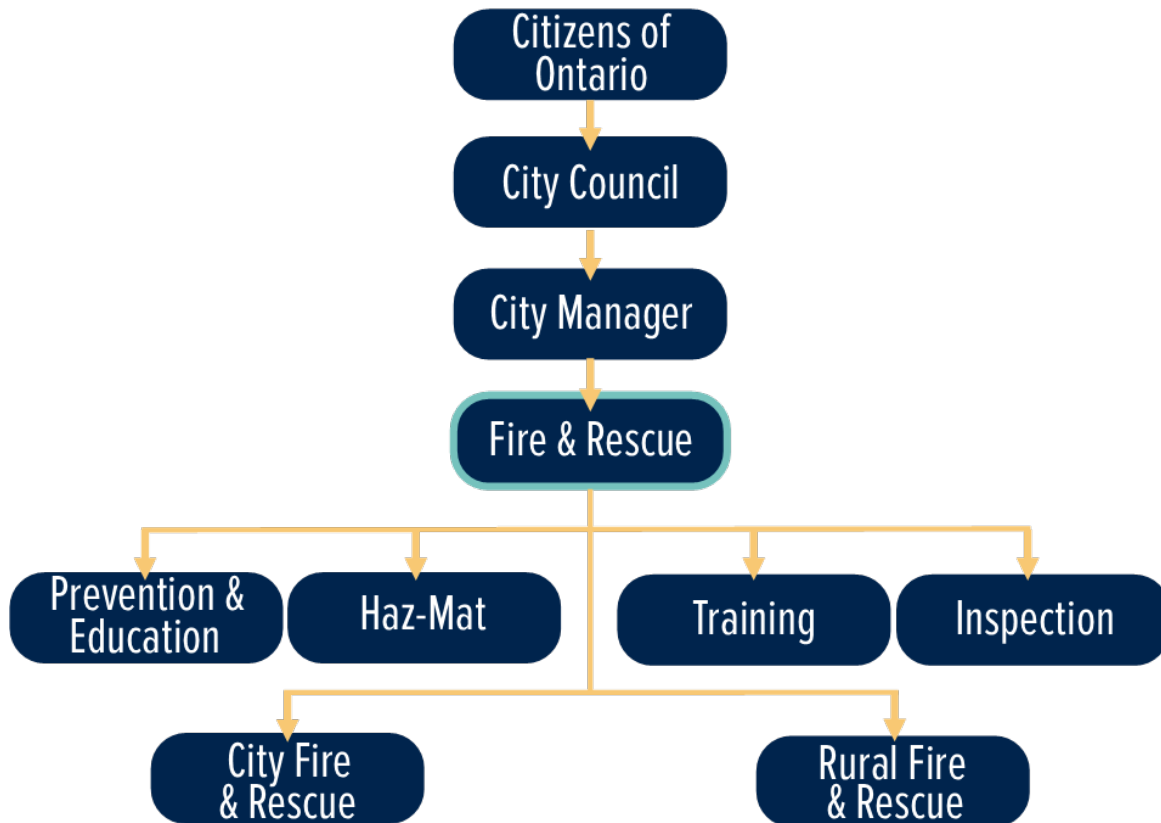 Citizens of
Ontario
City Council
City Manager
Fire & Rescue
Prevention &
Education
Haz-Mat
Training
Inspection
City Fire
& Rescue
Rural Fire
& Rescue